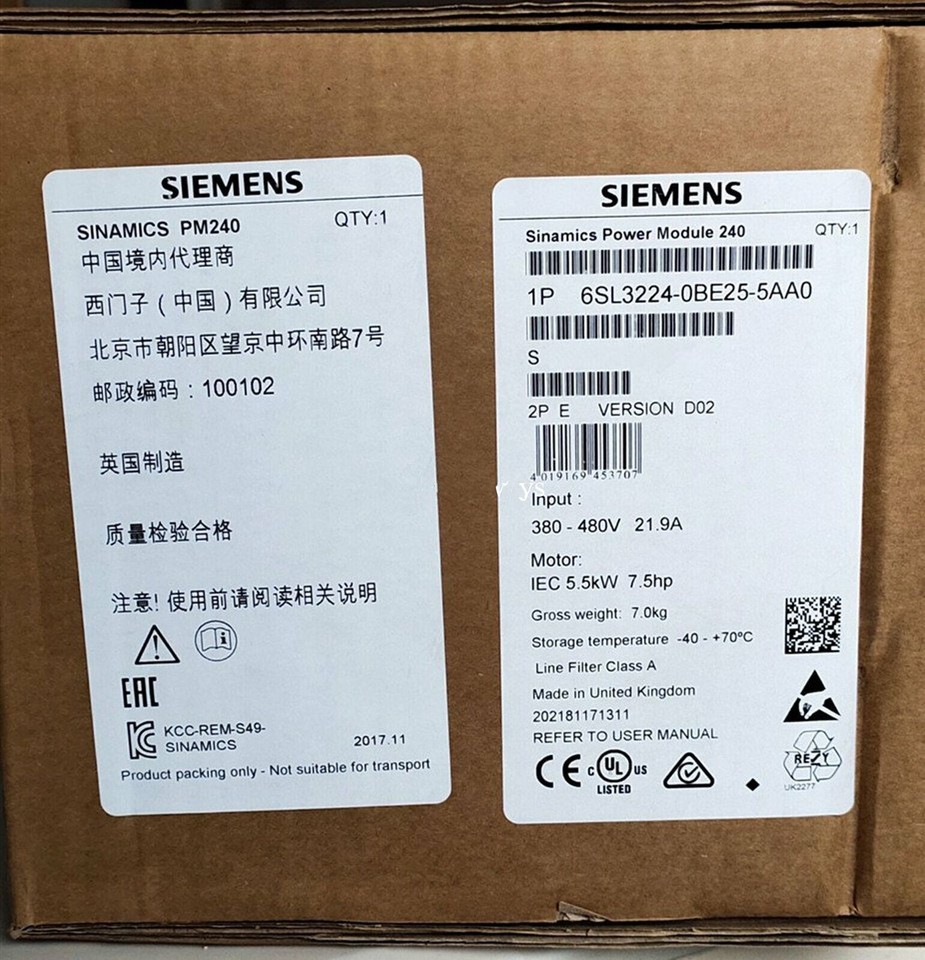 SIEMENS
SINAMICS PM240 QTY:1
中国境内代理商
西门子（中国）有限公司
北京市朝阳区望京中环南路7号
邮政编码：100102
英国制造
质量检验合格
注意! 使用前请阅读相关说明
EAC
KCC-REM-S49-
SINAMICS
2017.11
Product packing only - Not suitable for transport
SIEMENS
Sinamics Power Module 240 QTY:1
1P 6SL3224-0BE25-5AA0
S
2P E VERSION D02
4 019169 453707
Input :
380 - 480V 21.9A
Motor:
IEC 5.5kW 7.5hp
Gross weight: 7.0kg
Storage temperature -40 - +70ºC
Line Filter Class A
Made in United Kingdom
202181171311
REFER TO USER MANUAL
CE c UL US
LISTED
REZY
UK2277